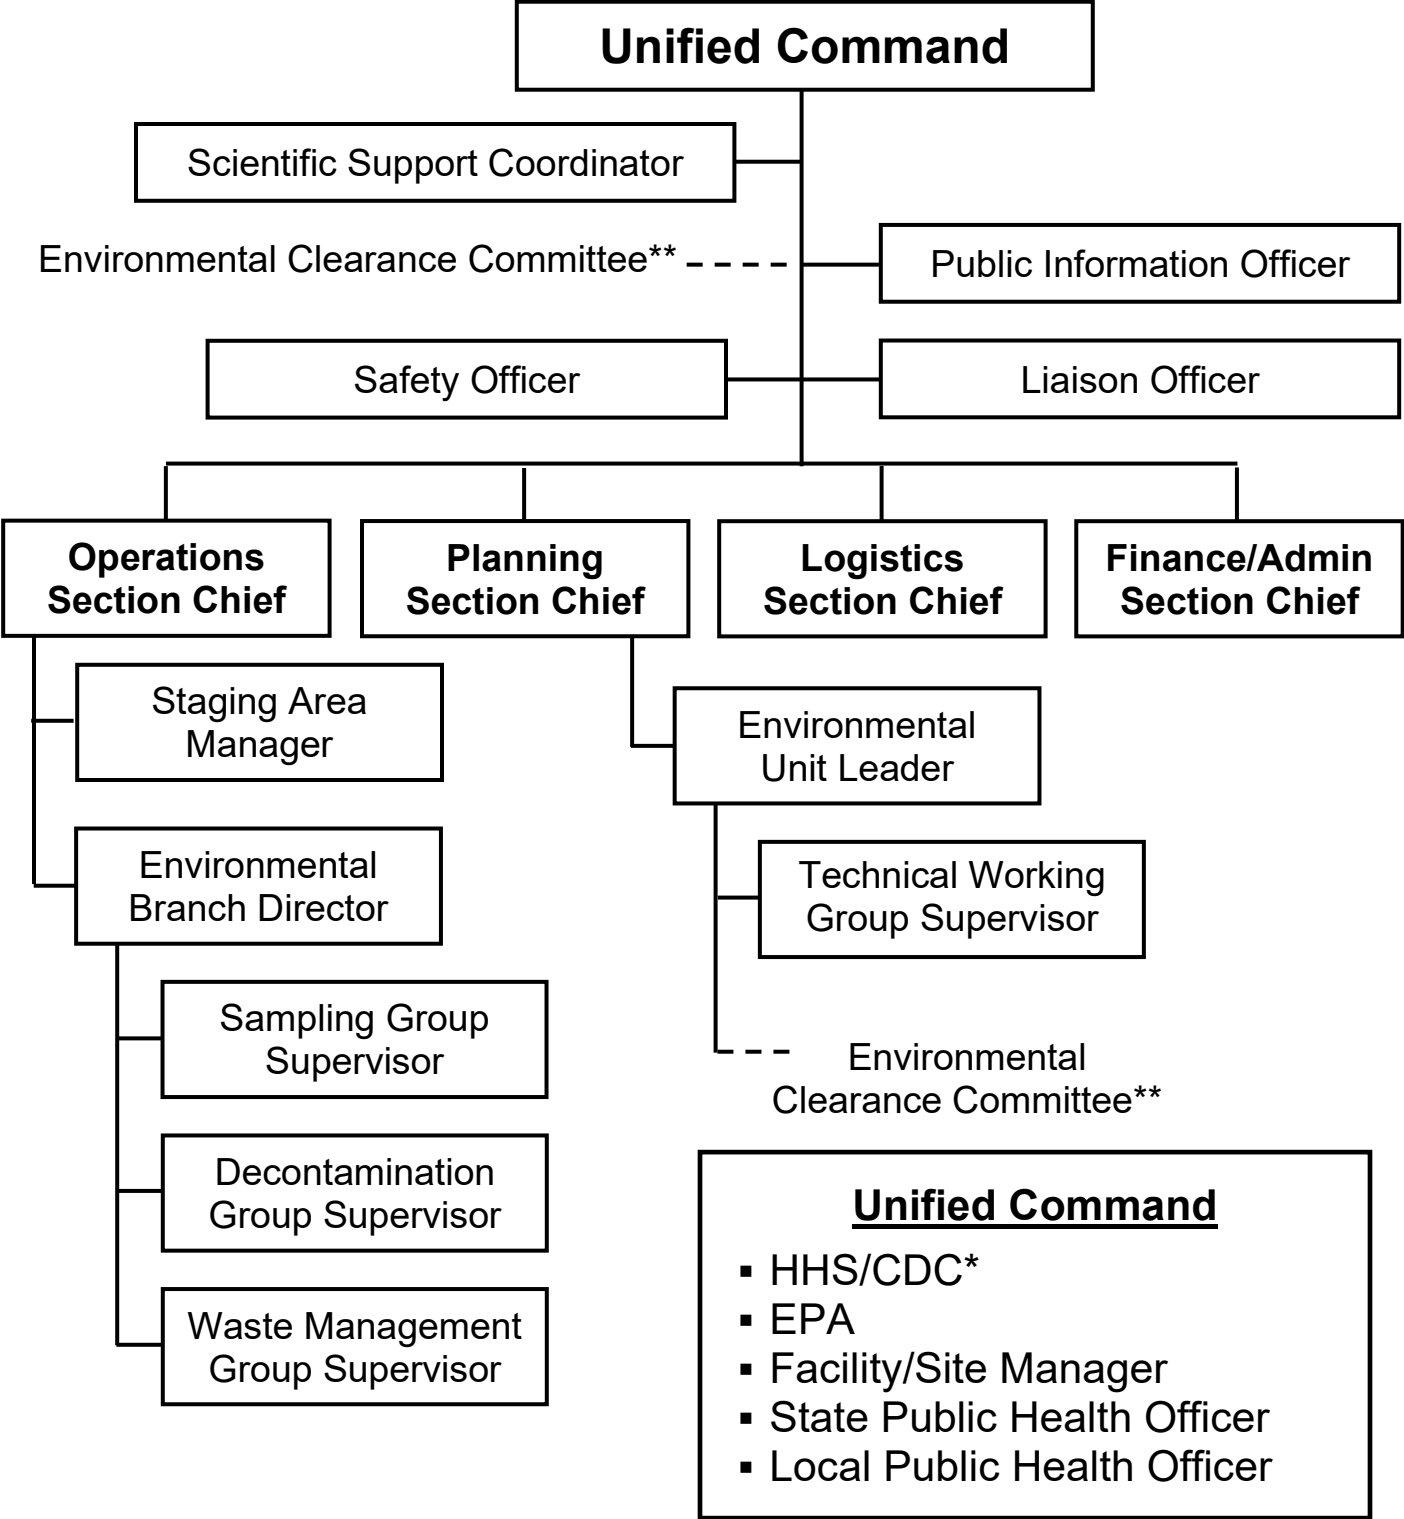 Unified Command
Scientific Support Coordinator
Environmental Clearance Committee**
Public Information Officer
Safety Officer
Liaison Officer
Operations
Section Chief
Planning
Section Chief
Logistics
Section Chief
Finance/Admin
Section Chief
Staging Area
Manager
Environmental
Branch Director
Sampling Group
Supervisor
Decontamination
Group Supervisor
Waste Management
Group Supervisor
Environmental
Unit Leader
Technical Working
Group Supervisor
Environmental
Clearance Committee**
Unified Command
▪ HHS/CDC*
▪ EPA
▪ Facility/Site Manager
▪ State Public Health Officer
▪ Local Public Health Officer